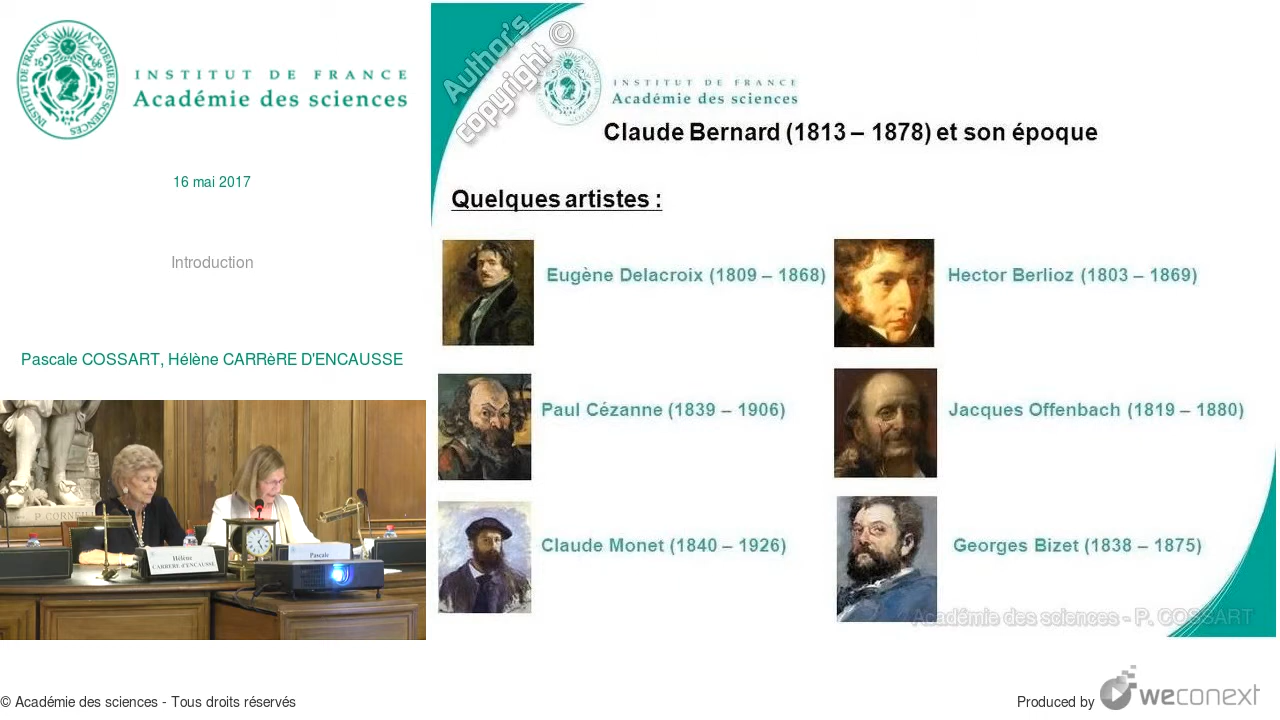 INSTITUT DE FRANCE
Académie des sciences
16 mai 2017
Introduction
Pascale COSSART, Hélène CARRèRE D'ENCAUSSE
P. CORNEILLE
Hélène
CARRERE d'ENCAUSSE
Pascale
Author's
copyright ©
INSTITUT DE FRANCE
Académie des sciences
Claude Bernard (1813 – 1878) et son époque
Quelques artistes :
Eugène Delacroix (1809 – 1868)
Hector Berlioz (1803 – 1869)
Paul Cézanne (1839 – 1906)
Jacques Offenbach (1819 – 1880)
Claude Monet (1840 – 1926)
Georges Bizet (1838 – 1875)
Académie des sciences - P. COSSART
© Académie des sciences - Tous droits réservés
Produced by weconext